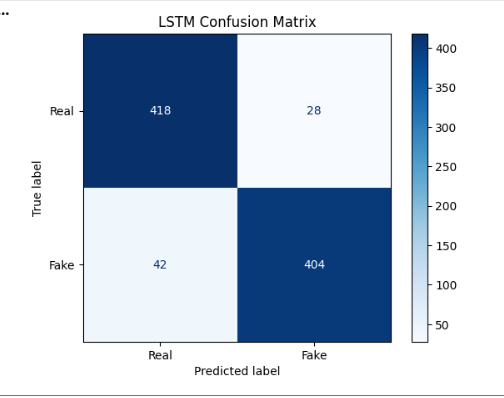 ...
LSTM Confusion Matrix
Real
Fake
True label
418
28
42
404
Real
Fake
Predicted label
400
350
300
250
200
150
100
50